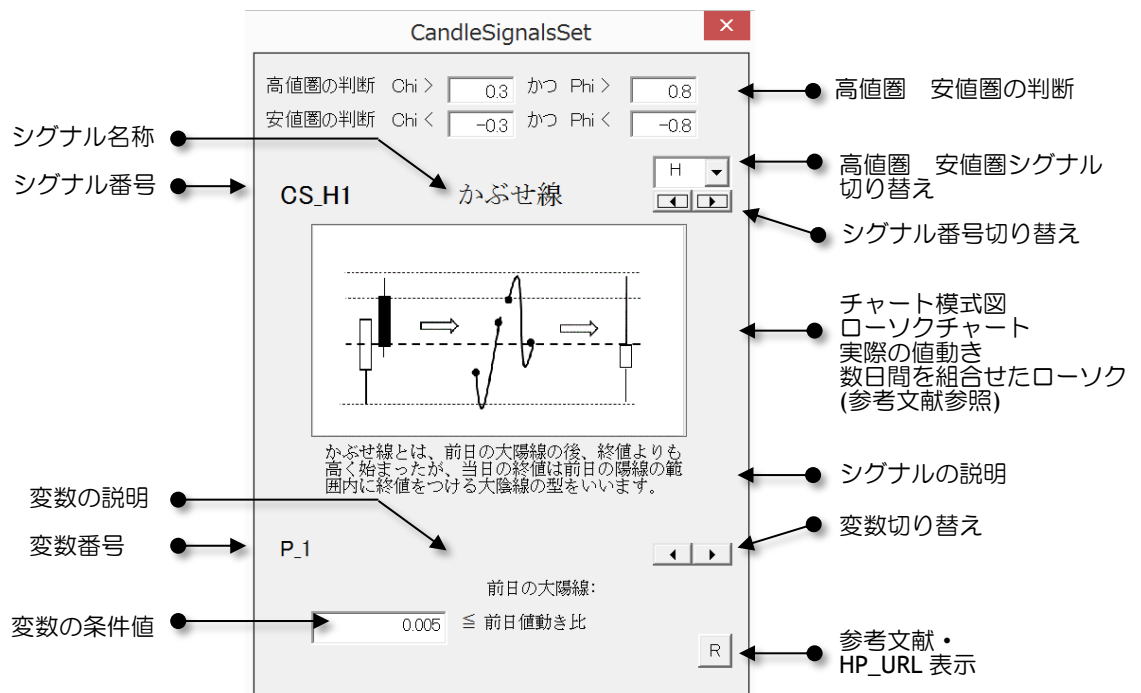 CandleSignalsSet
高値圏の判断 Chi > 0.3 かつ Phi > 0.8
安値圏の判断 Chi < -0.3 かつ Phi < -0.8
高値圏 安値圏の判断
シグナル名称
シグナル番号
CS_H1
かぶせ線
H
高値圏 安値圏シグナル
切り替え
シグナル番号切り替え
チャート模式図
ローソクチャート
実際の値動き
数日間を組合せたローソク
(参考文献参照)
かぶせ線とは、前日の大陽線の後、終値よりも
高く始まったが、当日の終値は前日の陽線の範
囲内に終値をつける大陰線の型をいいます。
シグナルの説明
変数の説明
変数番号
P_1
変数切り替え
前日の大陽線:
変数の条件値
0.005 ≦ 前日値動き比
R
参考文献・
HP_URL 表示